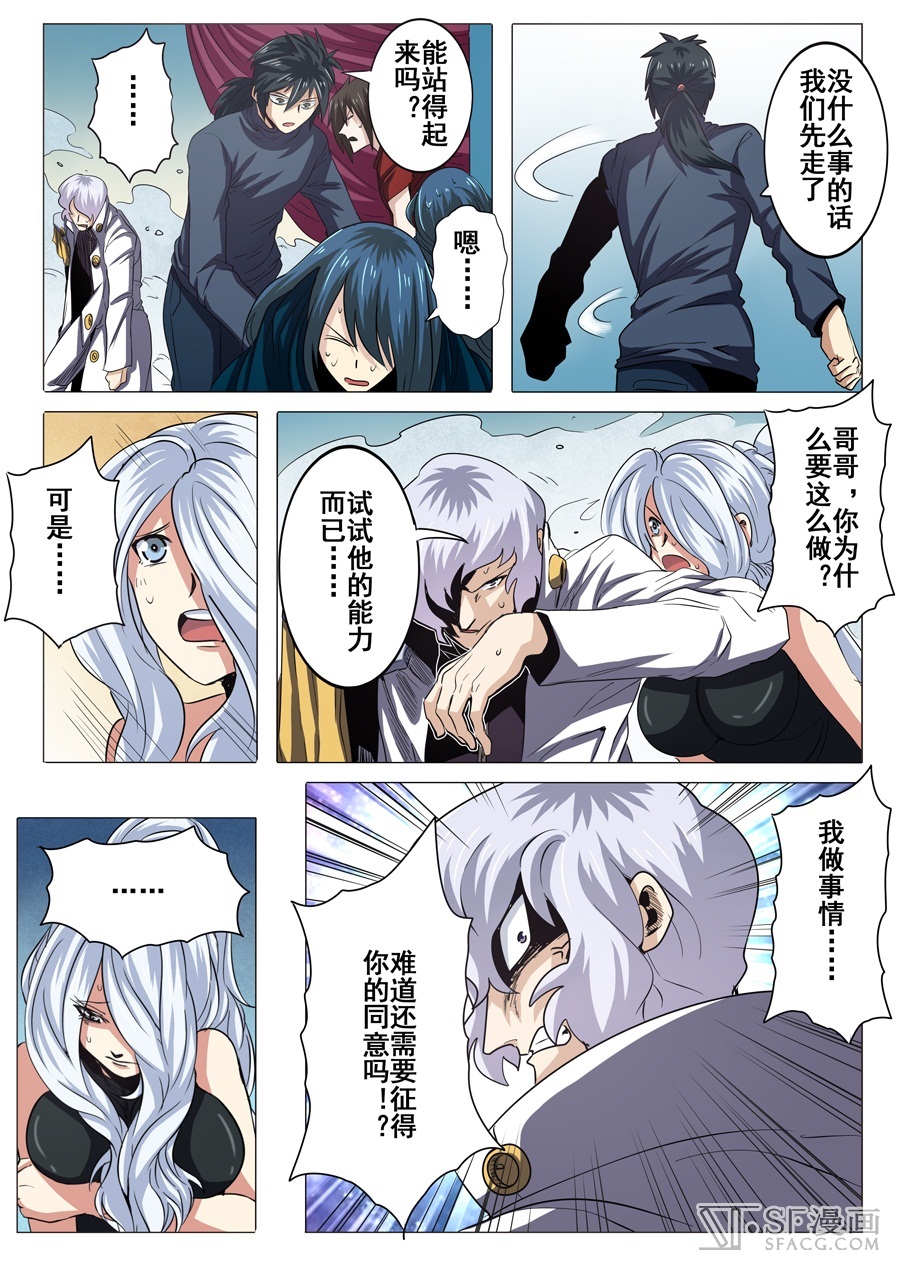 没什么事的话
我们先走了
能站得起
来吗?
嗯……
……
哥哥，你为什
么要这么做?
试试他的能力
而已……
可是……
我做事情……
难道还需要征得
你的同意吗!?
……
SF漫画
SFACG.COM